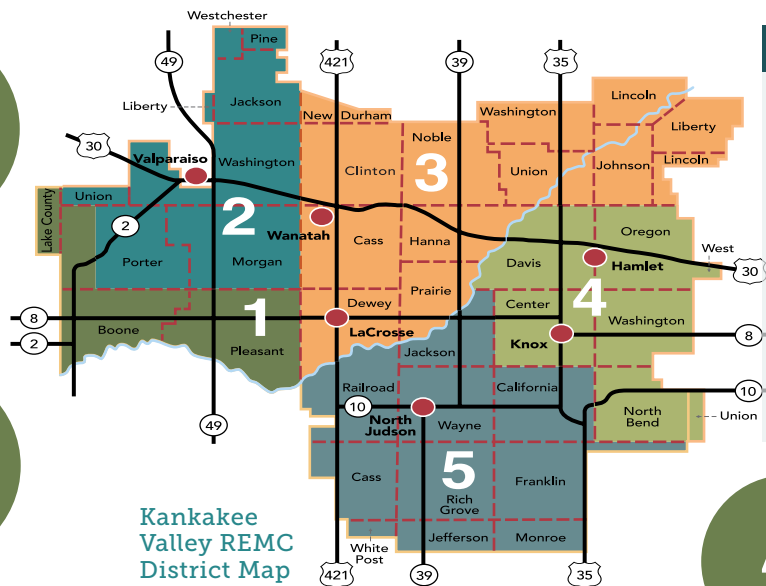 Westchester
Pine
49
421
39
35
Liberty
Jackson
New Durham
Washington
Lincoln
30
Noble
Liberty
Valparaiso
Washington
Clinton
3
Union
Johnson
Lincoln
Union
2
Lake County
2
Wanatah
Cass
Hanna
Oregon
West
Porter
Morgan
Davis
Hamlet
30
Prairie
Center
4
8
1
Dewey
Washington
Boone
LaCrosse
Knox
8
2
Pleasant
Jackson
Railroad
California
10
10
49
North
Judson
Wayne
North
Bend
Union
5
Cass
Rich
Grove
Franklin
Kankakee
Valley REMC
District Map
White
Post
Jefferson
Monroe
421
39
35